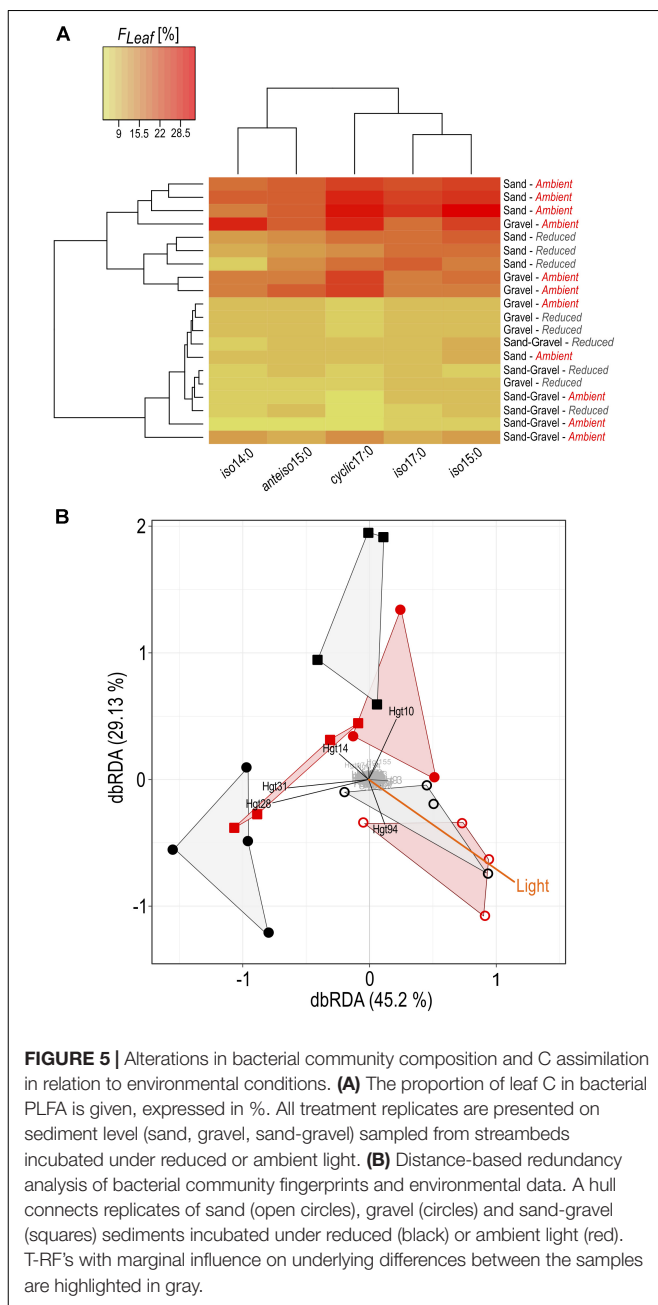 A
F_Leaf [%]
9 15.5 22 28.5
Sand - Ambient
Sand - Ambient
Sand - Ambient
Gravel - Ambient
Sand - Reduced
Sand - Reduced
Sand - Reduced
Gravel - Ambient
Gravel - Ambient
Gravel - Ambient
Gravel - Reduced
Gravel - Reduced
Sand-Gravel - Reduced
Sand - Ambient
Sand-Gravel - Reduced
Gravel - Reduced
Sand-Gravel - Ambient
Sand-Gravel - Reduced
Sand-Gravel - Ambient
Sand-Gravel - Ambient
iso14:0 anteiso15:0 cyclic17:0 iso17:0 iso15:0
B
2
1
0
-1
dbRDA (29.13 %)
Hgt10
Hgt14
Hgt31
Hgt28
Hgt94
Light
-1 0 1
dbRDA (45.2 %)
FIGURE 5 | Alterations in bacterial community composition and C assimilation
in relation to environmental conditions. (A) The proportion of leaf C in bacterial
PLFA is given, expressed in %. All treatment replicates are presented on
sediment level (sand, gravel, sand-gravel) sampled from streambeds
incubated under reduced or ambient light. (B) Distance-based redundancy
analysis of bacterial community fingerprints and environmental data. A hull
connects replicates of sand (open circles), gravel (circles) and sand-gravel
(squares) sediments incubated under reduced (black) or ambient light (red).
T-RF's with marginal influence on underlying differences between the samples
are highlighted in gray.